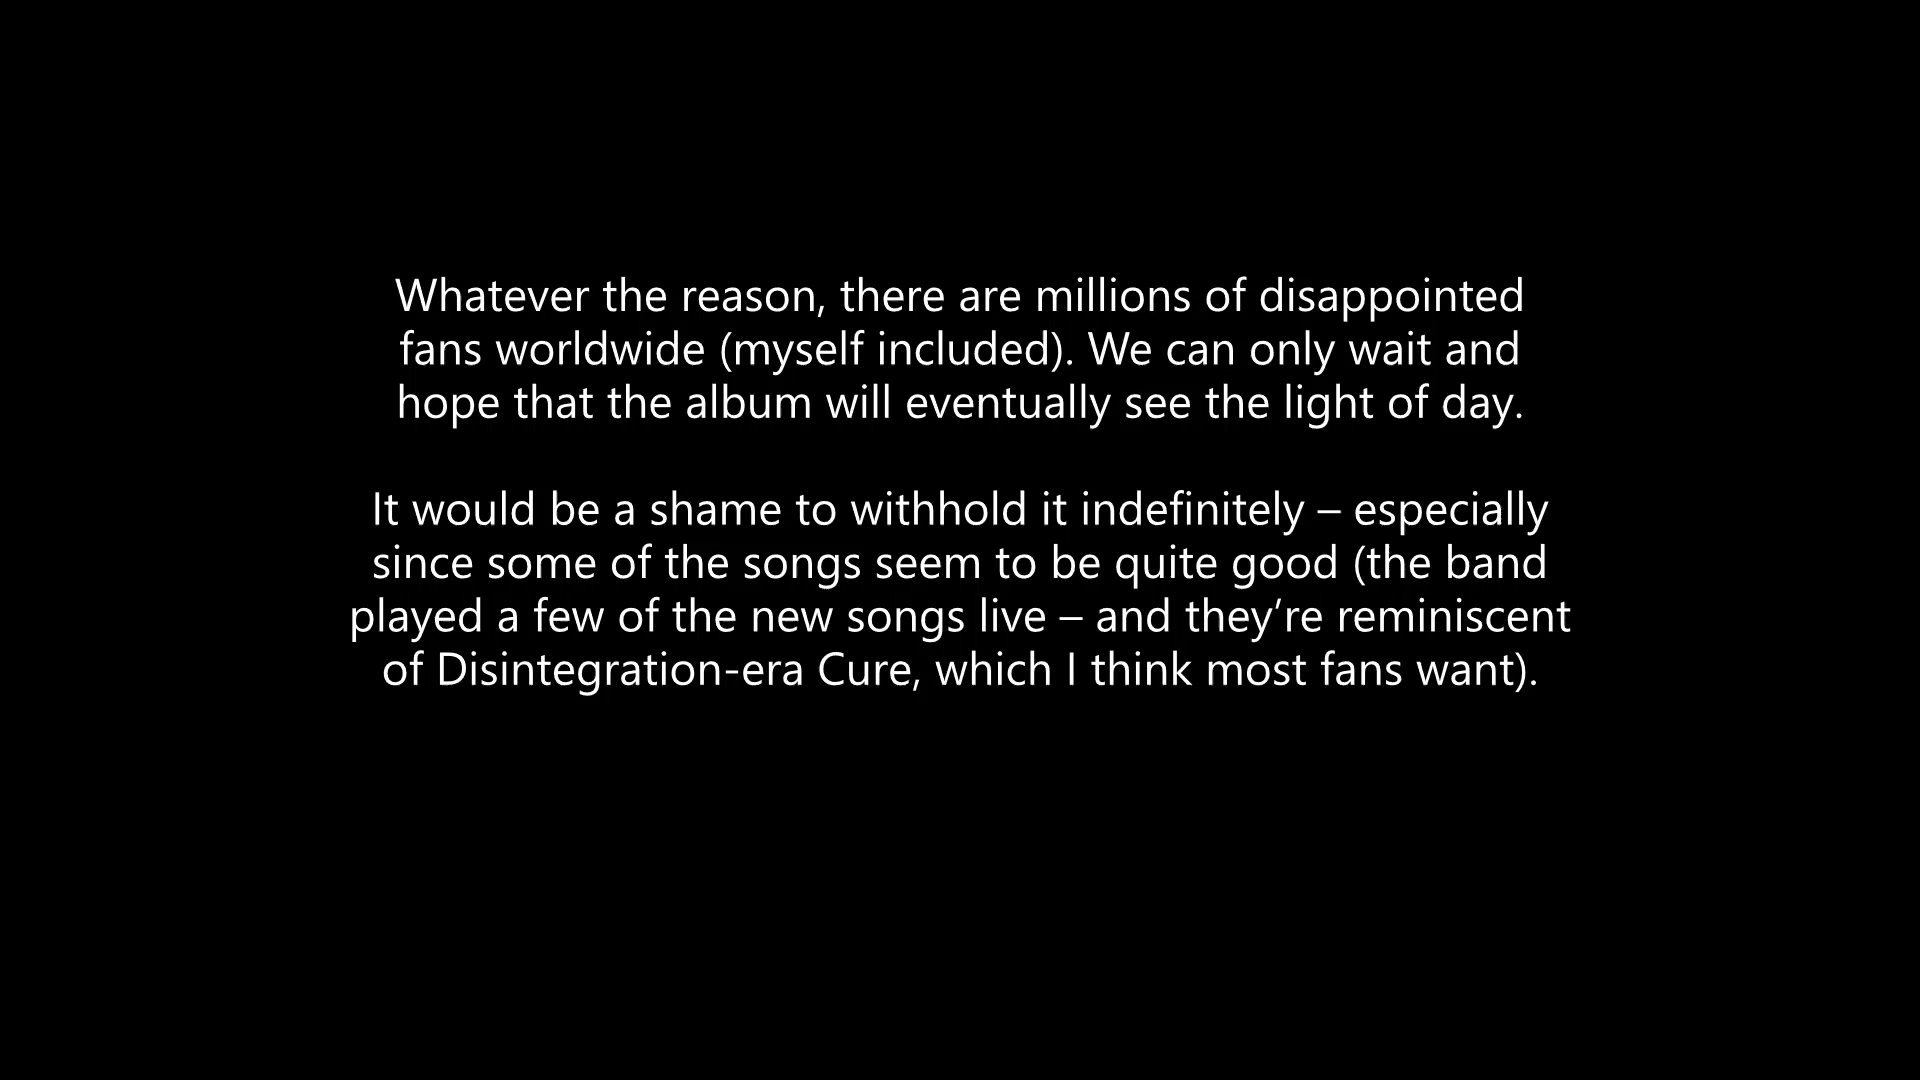 Whatever the reason, there are millions of disappointed
fans worldwide (myself included). We can only wait and
hope that the album will eventually see the light of day.
It would be a shame to withhold it indefinitely – especially
since some of the songs seem to be quite good (the band
played a few of the new songs live – and they’re reminiscent
of Disintegration-era Cure, which I think most fans want).